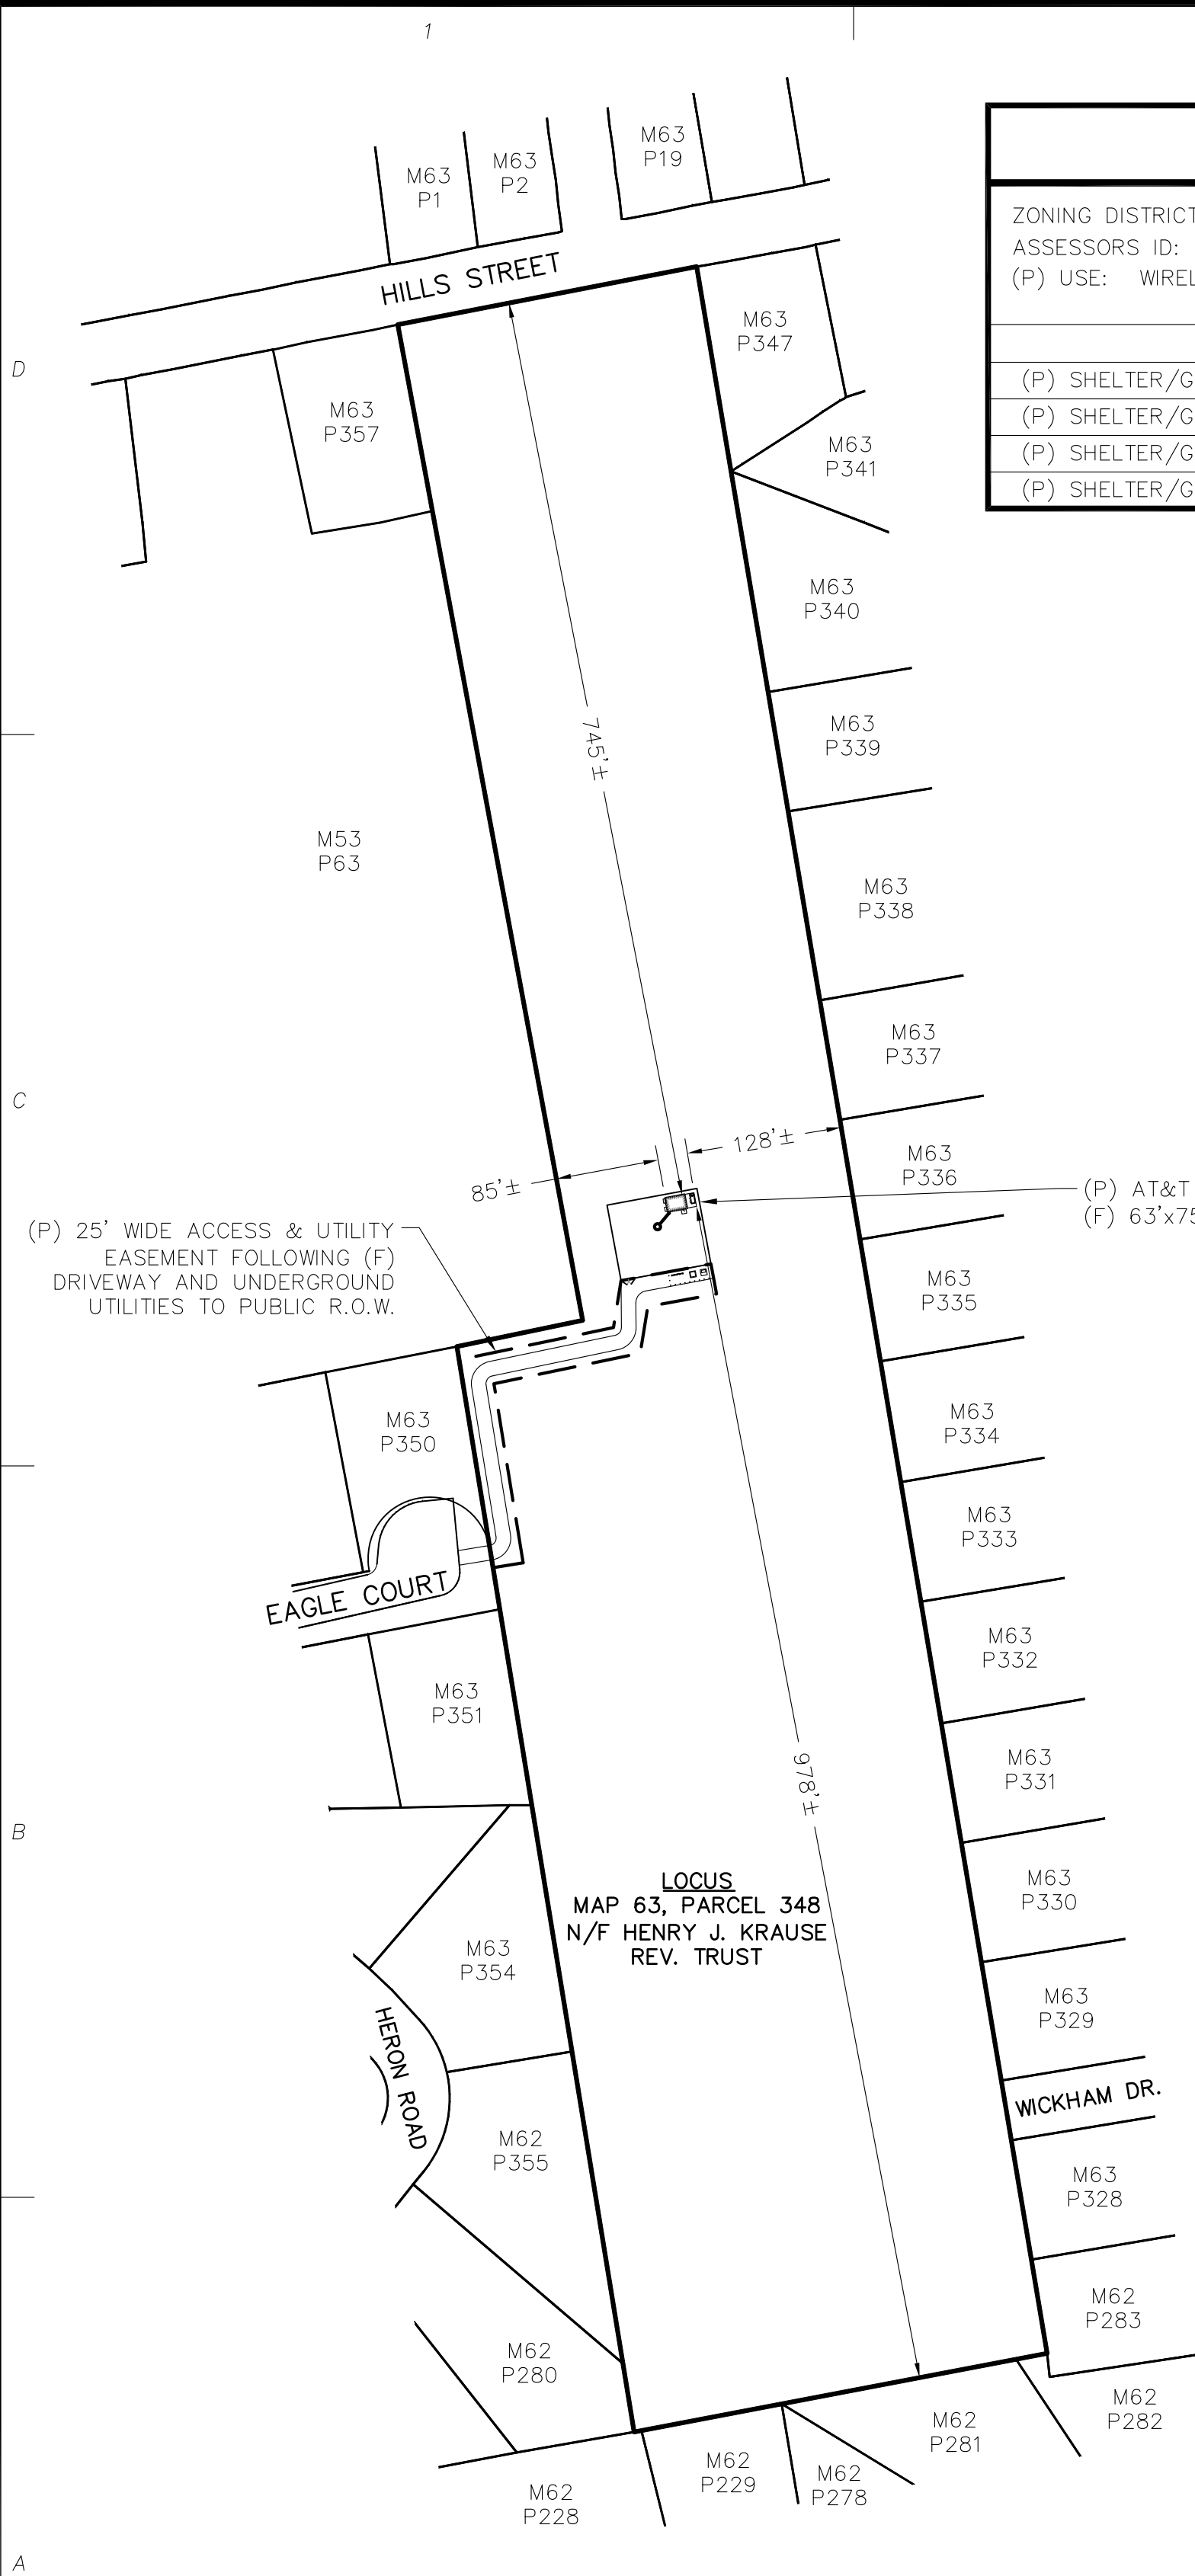 1
M63
P1
M63
P2
M63
P19
HILLS STREET
ZONING DISTRICT
ASSESSORS ID:
(P) USE: WIREL
(P) SHELTER/G
(P) SHELTER/G
(P) SHELTER/G
(P) SHELTER/G
D
M63
P347
M63
P357
M63
P341
M63
P340
M63
P339
745'±
M53
P63
M63
P338
M63
P337
C
128'±
M63
P336
85'±
(P) AT&T
(F) 63'x75
(P) 25' WIDE ACCESS & UTILITY
EASEMENT FOLLOWING (F)
DRIVEWAY AND UNDERGROUND
UTILITIES TO PUBLIC R.O.W.
M63
P335
M63
P350
M63
P334
M63
P333
EAGLE COURT
M63
P332
M63
P351
M63
P331
978'±
B
LOCUS
MAP 63, PARCEL 348
N/F HENRY J. KRAUSE
REV. TRUST
M63
P330
M63
P354
M63
P329
HERON ROAD
WICKHAM DR.
M62
P355
M63
P328
M62
P283
M62
P280
M62
P282
M62
P281
M62
P229
M62
P278
M62
P228
A